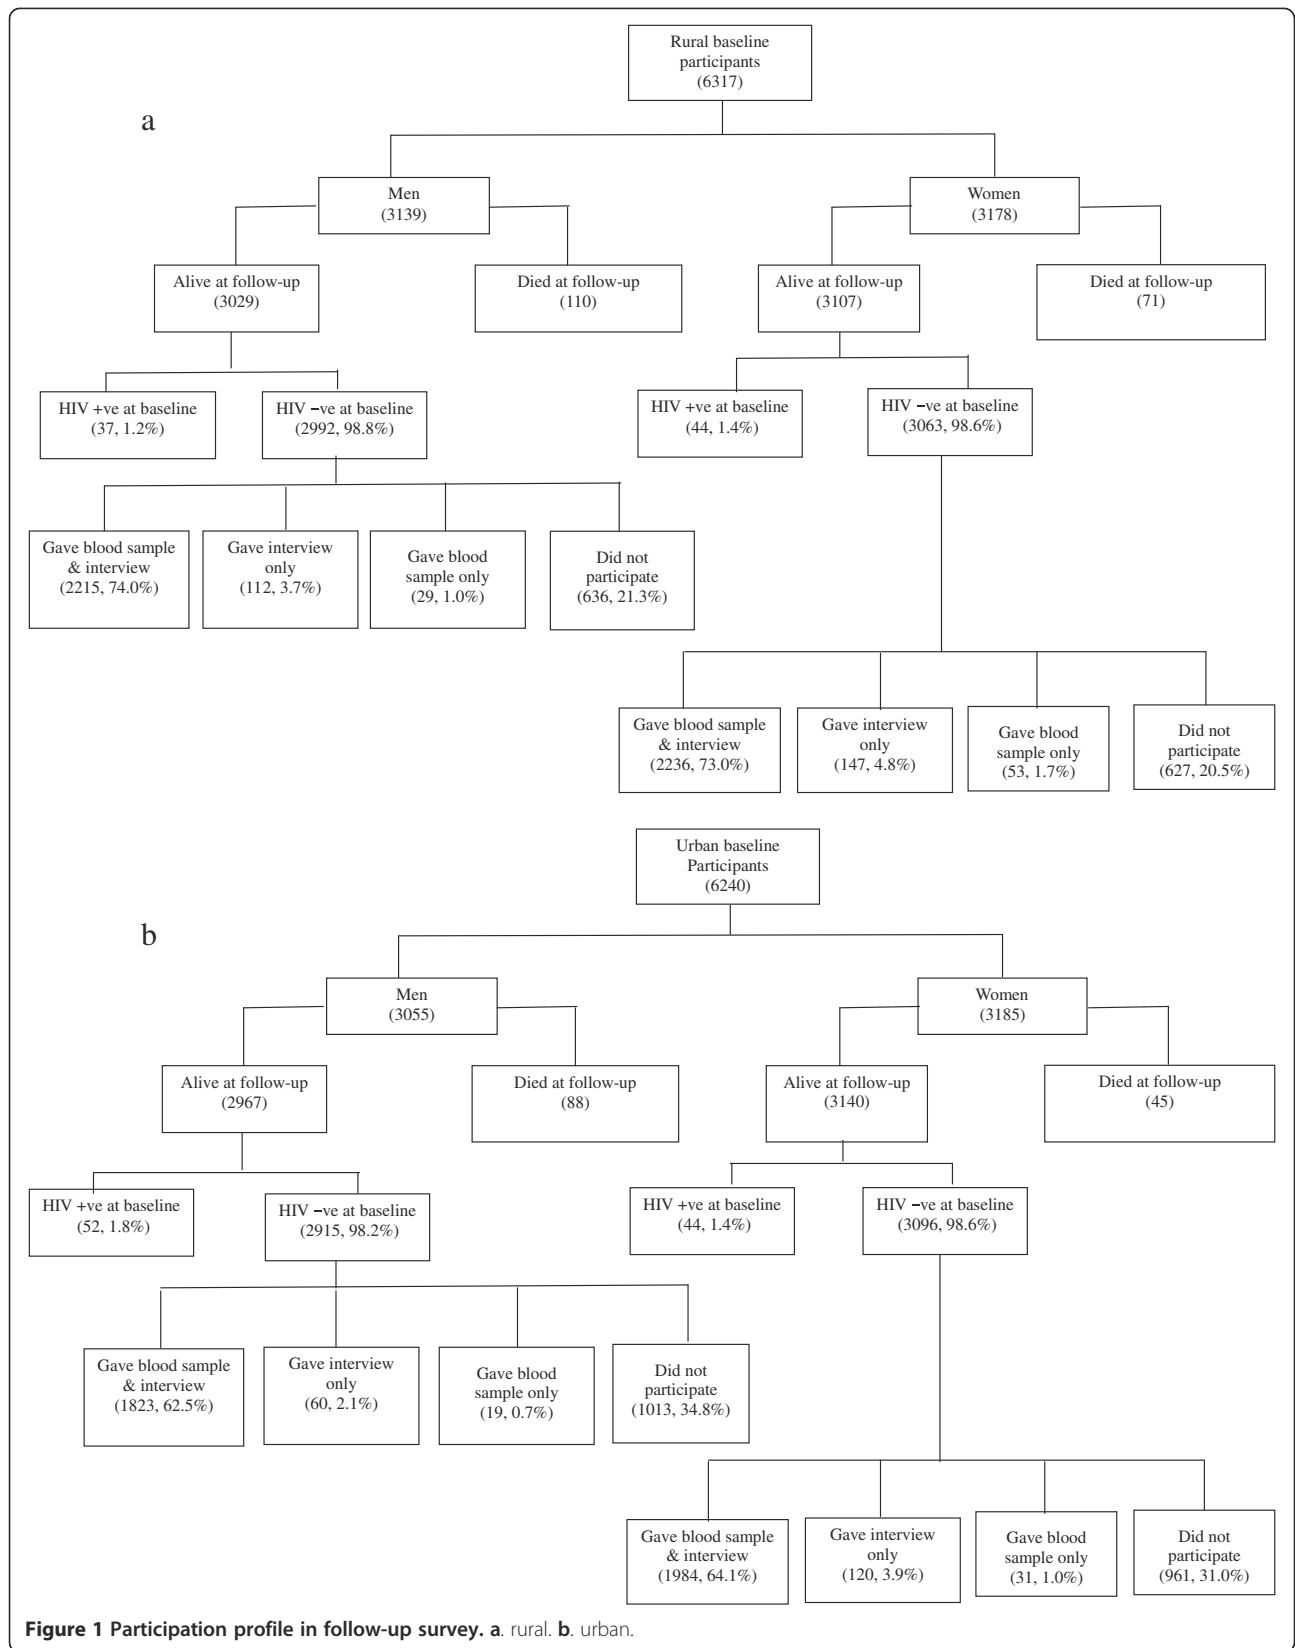 Rural baseline
participants
(6317)
a
Men
(3139)
Women
(3178)
Alive at follow-up
(3029)
Died at follow-up
(110)
Alive at follow-up
(3107)
Died at follow-up
(71)
HIV +ve at baseline
(37, 1.2%)
HIV –ve at baseline
(2992, 98.8%)
HIV +ve at baseline
(44, 1.4%)
HIV –ve at baseline
(3063, 98.6%)
Gave blood sample
& interview
(2215, 74.0%)
Gave interview
only
(112, 3.7%)
Gave blood
sample only
(29, 1.0%)
Did not
participate
(636, 21.3%)
Gave blood sample
& interview
(2236, 73.0%)
Gave interview
only
(147, 4.8%)
Gave blood
sample only
(53, 1.7%)
Did not
participate
(627, 20.5%)
Urban baseline
Participants
(6240)
b
Men
(3055)
Women
(3185)
Alive at follow-up
(2967)
Died at follow-up
(88)
Alive at follow-up
(3140)
Died at follow-up
(45)
HIV +ve at baseline
(52, 1.8%)
HIV –ve at baseline
(2915, 98.2%)
HIV +ve at baseline
(44, 1.4%)
HIV –ve at baseline
(3096, 98.6%)
Gave blood sample
& interview
(1823, 62.5%)
Gave interview
only
(60, 2.1%)
Gave blood
sample only
(19, 0.7%)
Did not
participate
(1013, 34.8%)
Gave blood sample
& interview
(1984, 64.1%)
Gave interview
only
(120, 3.9%)
Gave blood
sample only
(31, 1.0%)
Did not
participate
(961, 31.0%)
Figure 1 Participation profile in follow-up survey. a. rural. b. urban.